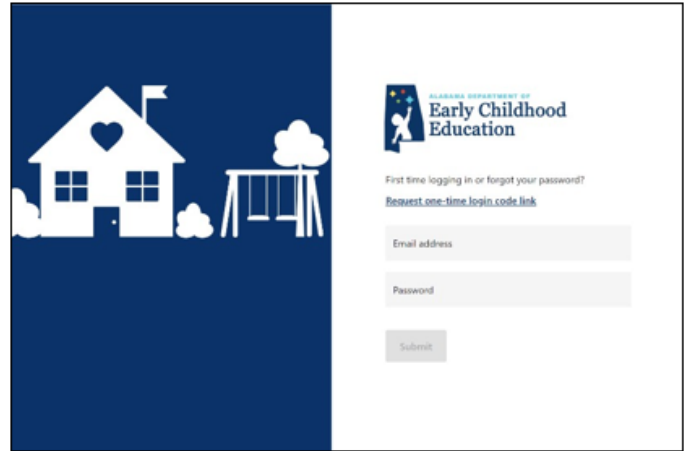 ALABAMA DEPARTMENT OF
Early Childhood
Education
First time logging in or forgot your password?
Request one-time login code link
Email address
Password
Submit